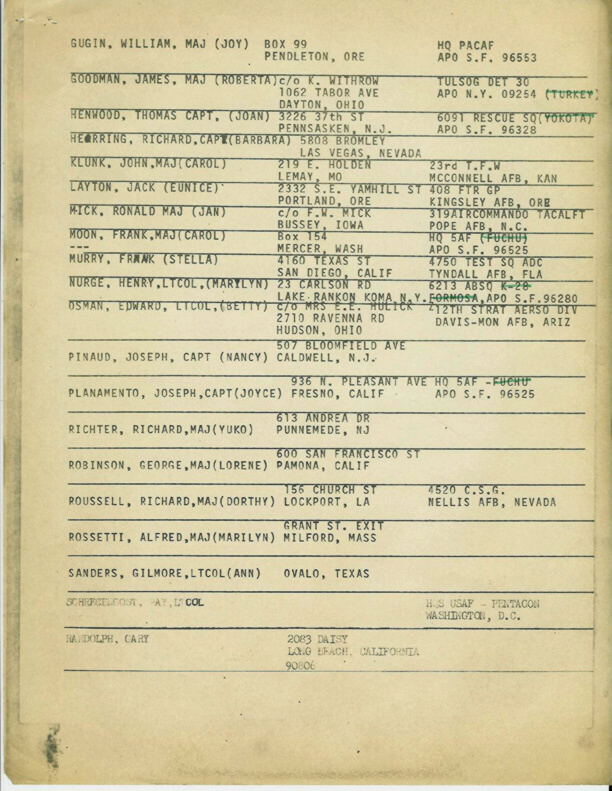 GUGIN, WILLIAM, MAJ (JOY) BOX 99 HQ PACAF
PENDLETON, ORE APO S.F. 96553
GOODMAN, JAMES, MAJ (ROBERTA) c/o K. WITHROW TULSOG DET 30
1062 TABOR AVE APO N.Y. 09254 (TURKEY)
DAYTON, OHIO
HENWOOD, THOMAS CAPT, (JOAN) 3226 37th ST 6091 RESCUE SQ (YOKOTA)
PENNSASKEN, N.J. APO S.F. 96328
HERRING, RICHARD, CAPT (BARBARA) 5808 BROMLEY
LAS VEGAS, NEVADA
KLUNK, JOHN, MAJ(CAROL) 219 E. HOLDEN 23rd T.F.W
LEMAY, MO MCCONNELL AFB, KAN
LAYTON, JACK (EUNICE) 2332 S.E. YAMHILL ST 408 FTR GP
PORTLAND, ORE KINGSLEY AFB, ORE
MICK, RONALD MAJ (JAN) c/o F.W. MICK 319AIRCOMMANDO TACALFT
BUSSEY, IOWA POPE AFB, N.C.
MOON, FRANK, MAJ(CAROL) Box 154 HQ 5AF (FUCHU)
--- MERCER, WASH APO S.F. 96525
MURRY, FRANK (STELLA) 4160 TEXAS ST 4750 TEST SQ ADC
SAN DIEGO, CALIF TYNDALL AFB, FLA
NURGE, HENRY, LTCOL, (MARILYN) 23 CARLSON RD 6213 ABSQ K-28
LAKE RANKON KOMA N.Y. FORMOSA, APO S.F. 96280
OSMAN, EDWARD, LTCOL, (BETTY) c/o MRS E.E. HULICK 12TH STRAT AERSO DIV
2710 RAVENNA RD DAVIS-MON AFB, ARIZ
HUDSON, OHIO
507 BLOOMFIELD AVE
PINAUD, JOSEPH, CAPT (NANCY) CALDWELL, N.J.
936 N. PLEASANT AVE HQ 5AF -FUCHU
PLANAMENTO, JOSEPH, CAPT(JOYCE) FRESNO, CALIF APO S.F. 96525
613 ANDREA DR
RICHTER, RICHARD, MAJ(YUKO) PUNNEMEDE, NJ
600 SAN FRANCISCO ST
ROBINSON, GEORGE, MAJ(LORENE) PAMONA, CALIF
156 CHURCH ST 4520 C.S.G.
ROUSSELL, RICHARD, MAJ(DORTHY) LOCKPORT, LA NELLIS AFB, NEVADA
GRANT ST. EXIT
ROSSETTI, ALFRED, MAJ(MARILYN) MILFORD, MASS
SANDERS, GILMORE, LTCOL(ANN) OVALO, TEXAS
LTCOL HQS USAF - PENTAGON
WASHINGTON, D.C.
RANDOLPH, GARY 2083 DAISY
LONG BEACH, CALIFORNIA
90806